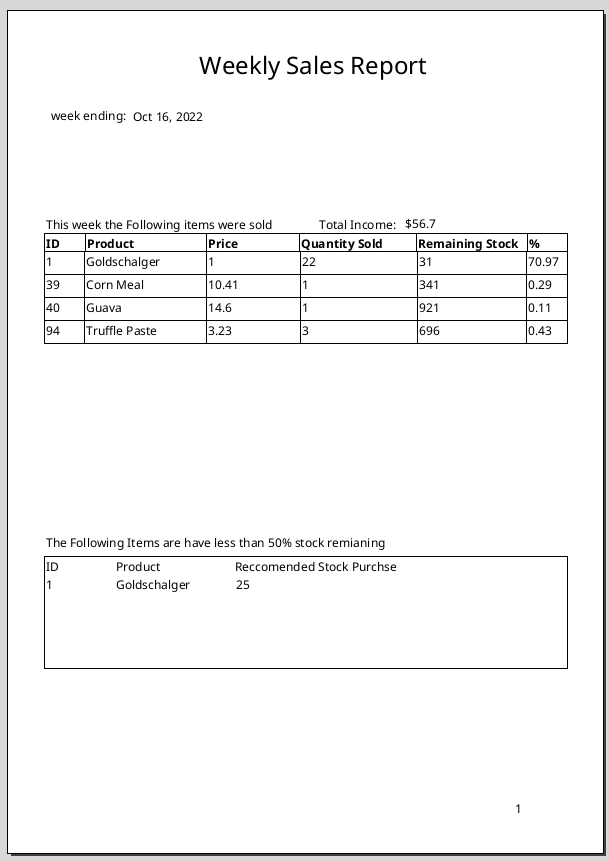 Weekly Sales Report
week ending: Oct 16, 2022
This week the Following items were sold Total Income: $56.7
ID Product Price Quantity Sold Remaining Stock %
1 Goldschalger 1 22 31 70.97
39 Corn Meal 10.41 1 341 0.29
40 Guava 14.6 1 921 0.11
94 Truffle Paste 3.23 3 696 0.43
The Following Items are have less than 50% stock remianing
ID Product Reccomended Stock Purchse
1 Goldschalger 25
1